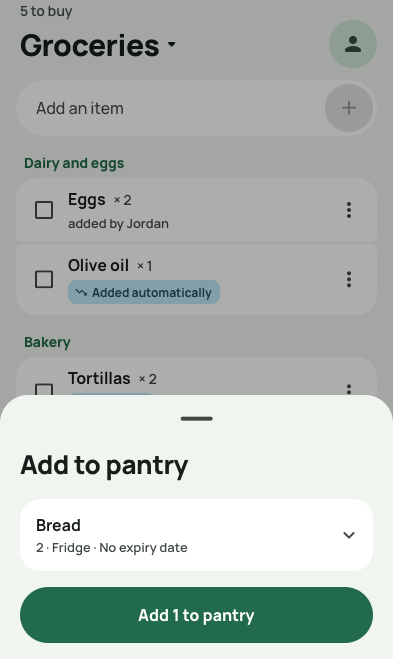 5 to buy
Groceries
Add an item
Dairy and eggs
Eggs × 2
added by Jordan
Olive oil × 1
Added automatically
Bakery
Tortillas × 2
Add to pantry
Bread
2 · Fridge · No expiry date
Add 1 to pantry